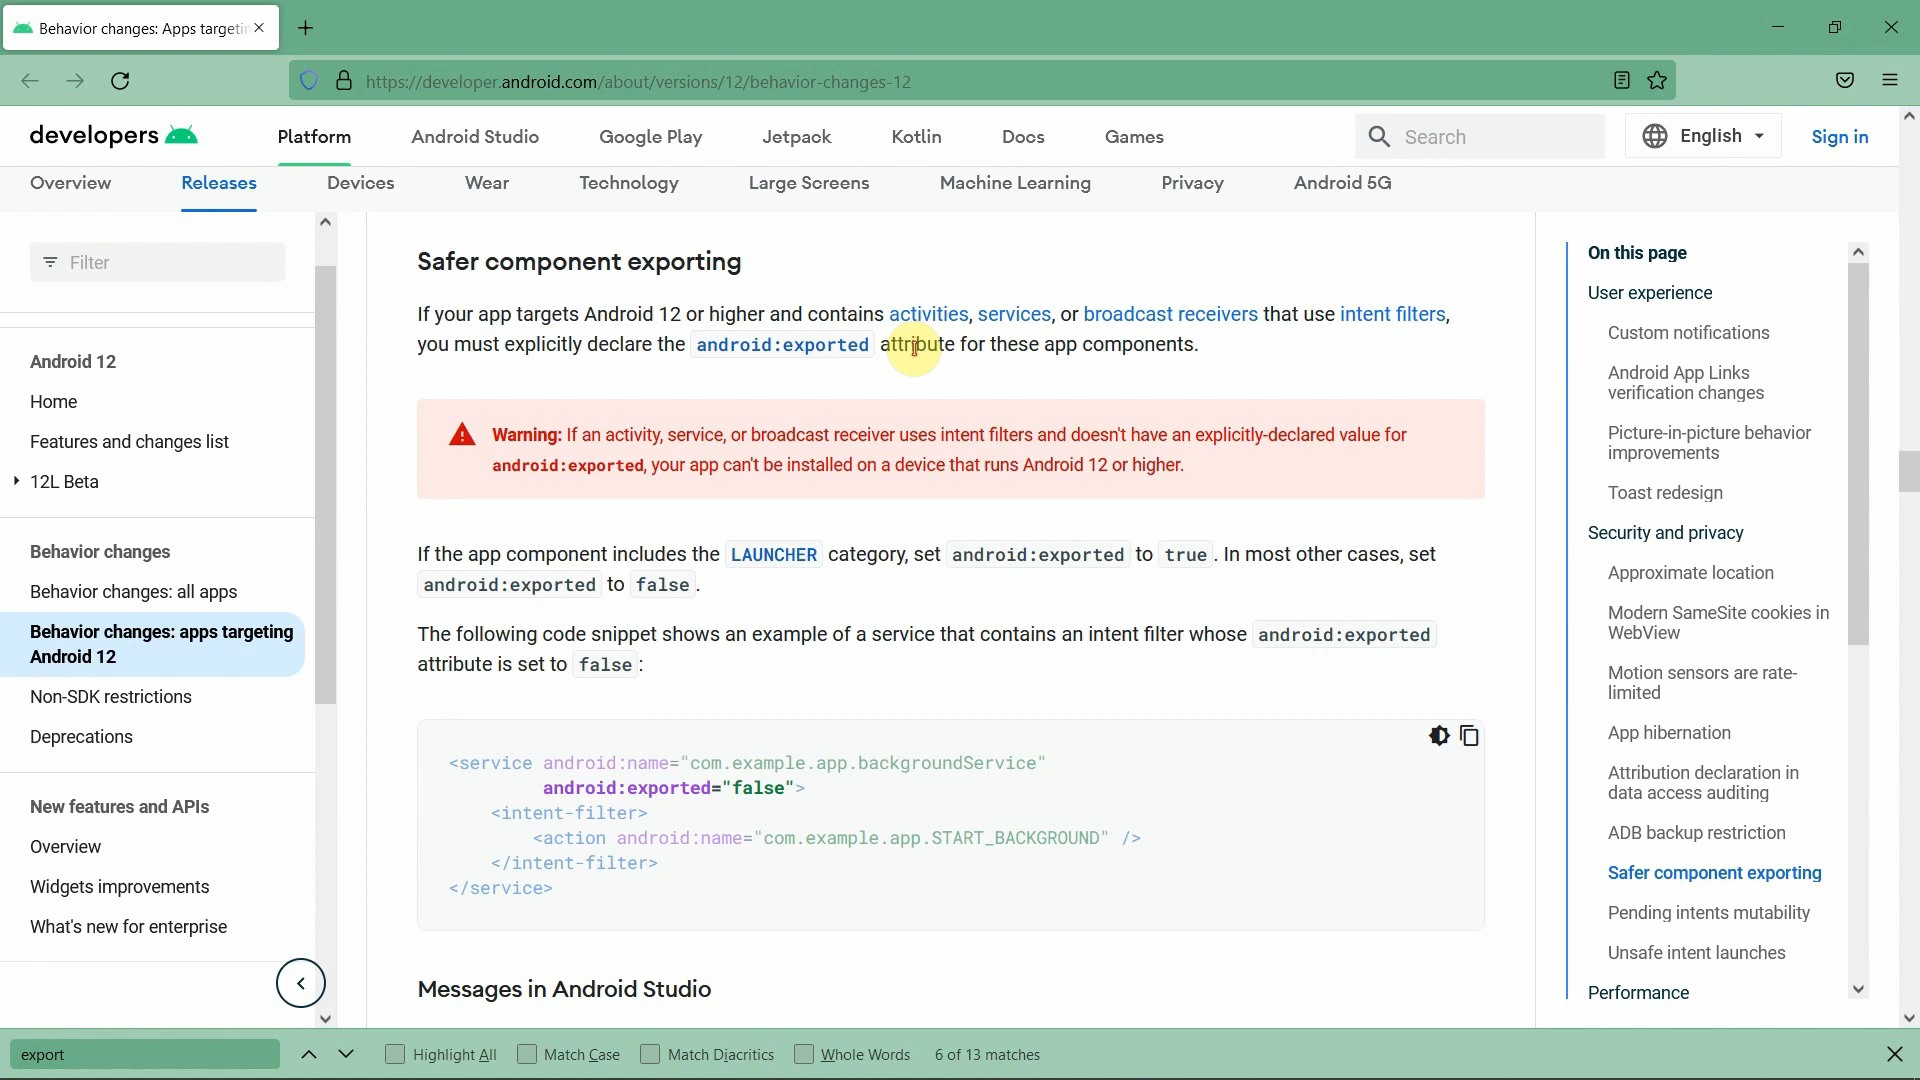 Behavior changes: Apps targetin
https://developer.android.com/about/versions/12/behavior-changes-12
developers
Platform
Android Studio
Google Play
Jetpack
Kotlin
Docs
Games
Search
English
Sign in
Overview
Releases
Devices
Wear
Technology
Large Screens
Machine Learning
Privacy
Android 5G
Filter
Android 12
Home
Features and changes list
12L Beta
Behavior changes
Behavior changes: all apps
Behavior changes: apps targeting
Android 12
Non-SDK restrictions
Deprecations
New features and APIs
Overview
Widgets improvements
What's new for enterprise
Safer component exporting
If your app targets Android 12 or higher and contains activities, services, or broadcast receivers that use intent filters,
you must explicitly declare the android:exported attribute for these app components.
Warning: If an activity, service, or broadcast receiver uses intent filters and doesn't have an explicitly-declared value for
android:exported, your app can't be installed on a device that runs Android 12 or higher.
If the app component includes the LAUNCHER category, set android:exported to true. In most other cases, set
android:exported to false.
The following code snippet shows an example of a service that contains an intent filter whose android:exported
attribute is set to false:
<service android:name="com.example.app.backgroundService"
android:exported="false">
<intent-filter>
<action android:name="com.example.app.START_BACKGROUND" />
</intent-filter>
</service>
Messages in Android Studio
On this page
User experience
Custom notifications
Android App Links
verification changes
Picture-in-picture behavior
improvements
Toast redesign
Security and privacy
Approximate location
Modern SameSite cookies in
WebView
Motion sensors are rate-
limited
App hibernation
Attribution declaration in
data access auditing
ADB backup restriction
Safer component exporting
Pending intents mutability
Unsafe intent launches
Performance
export
Highlight All
Match Case
Match Diacritics
Whole Words
6 of 13 matches